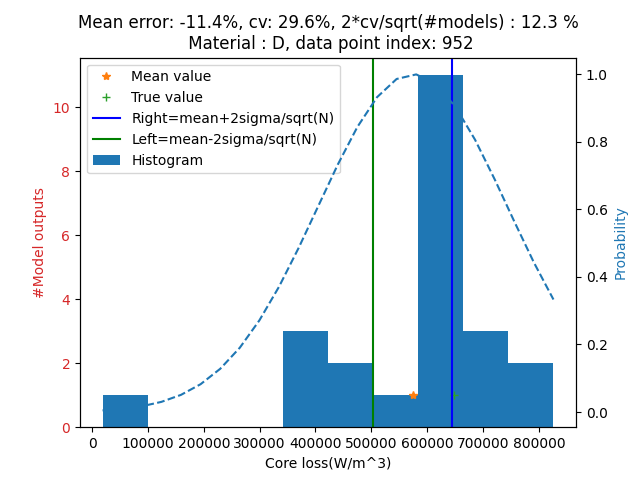 Mean error: -11.4%, cv: 29.6%, 2*cv/sqrt(#models) : 12.3 %
Material : D, data point index: 952
Mean value
True value
Right=mean+2sigma/sqrt(N)
Left=mean-2sigma/sqrt(N)
Histogram
#Model outputs
10
8
6
4
2
0
1.0
0.8
0.6
0.4
0.2
0.0
Probability
0 100000 200000 300000 400000 500000 600000 700000 800000
Core loss(W/m^3)